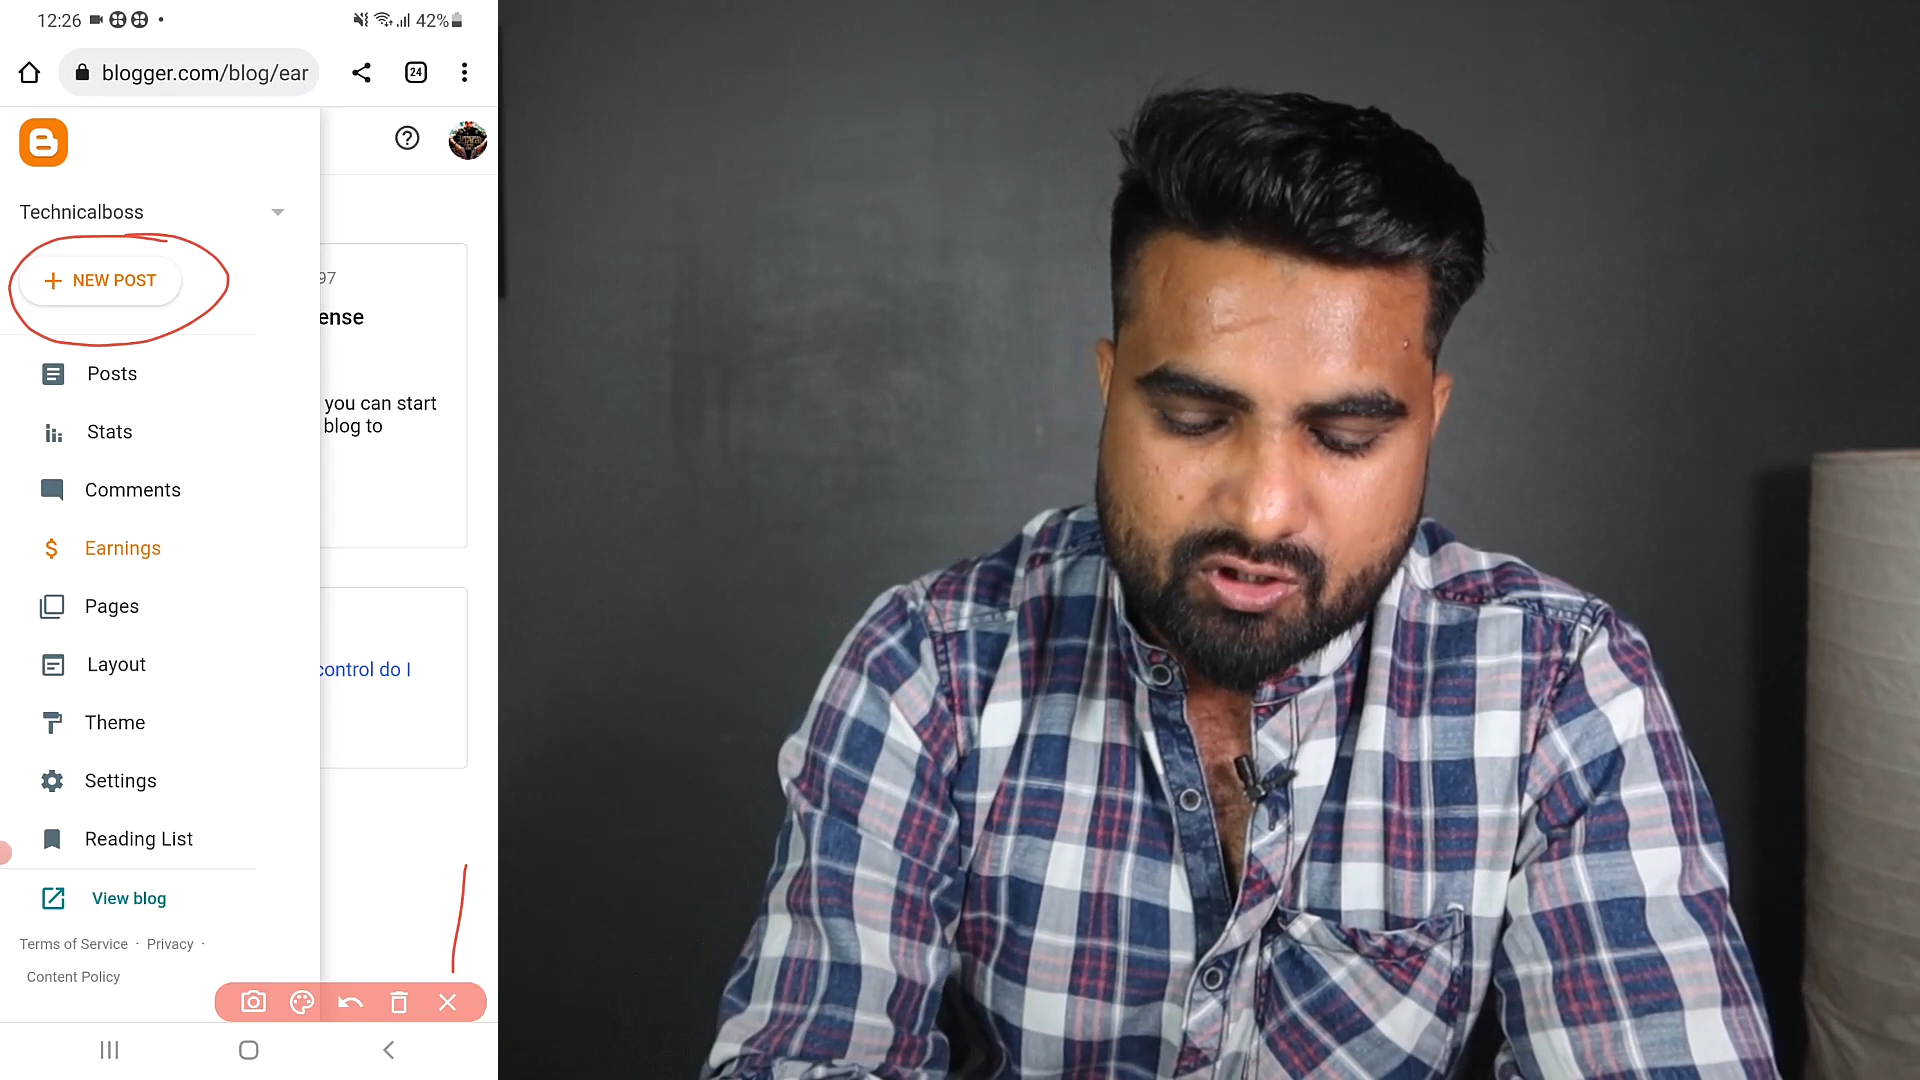 12:26
42%
blogger.com/blog/ear
24
Technicalboss
NEW POST
97
ense
Posts
you can start
blog to
Stats
Comments
Earnings
Pages
Layout
control do I
Theme
Settings
Reading List
View blog
Terms of Service · Privacy ·
Content Policy